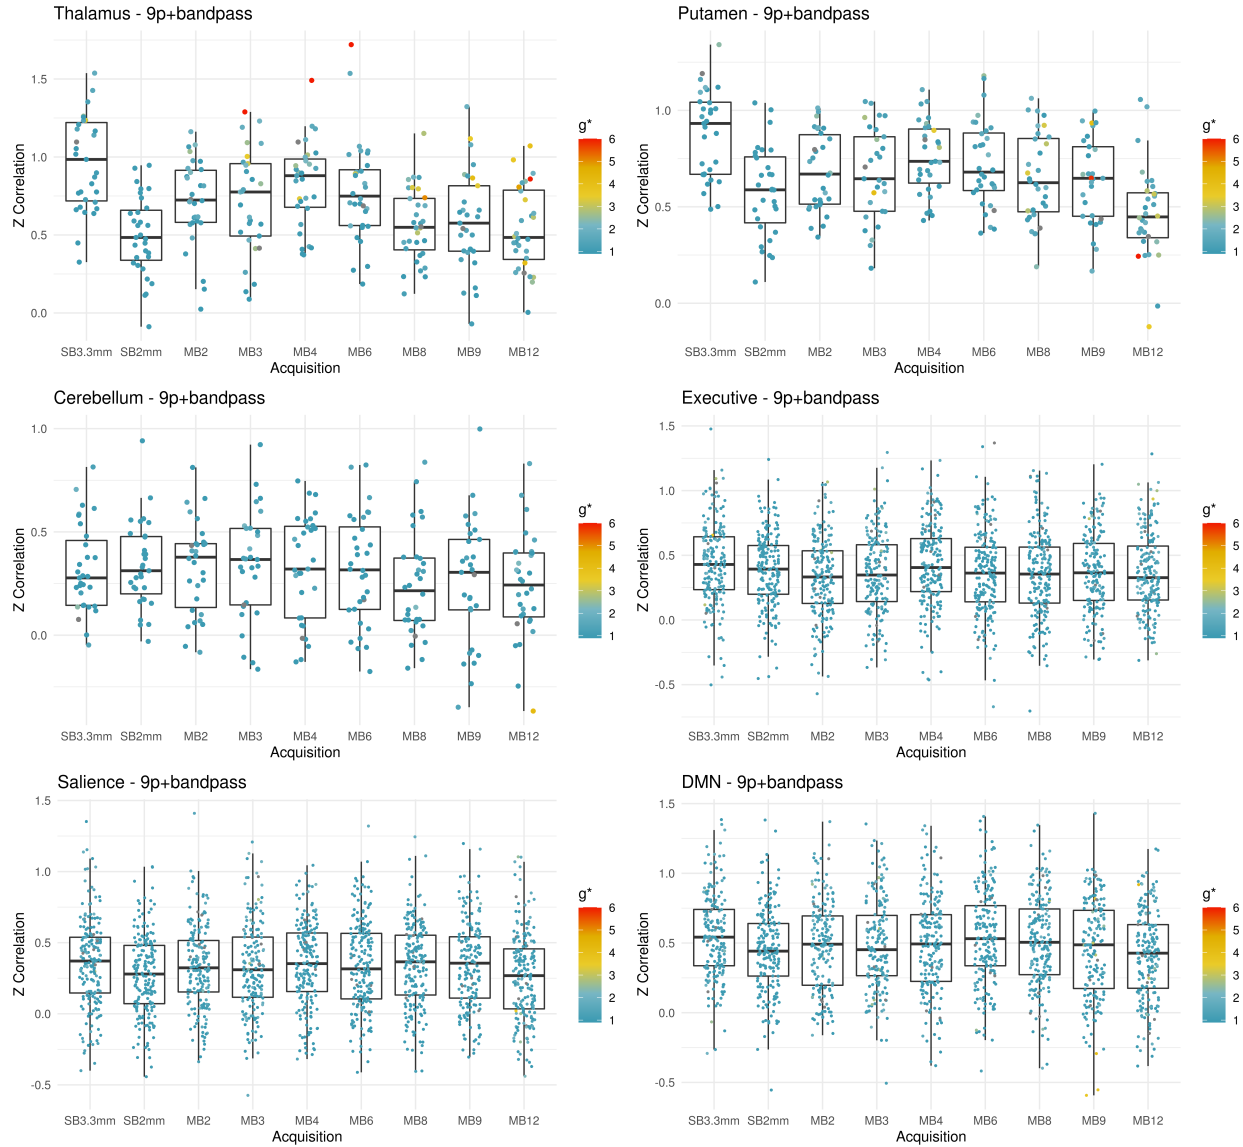 Thalamus - 9p+bandpass
Z Correlation
1.5
1.0
0.5
0.0
SB3.3mm SB2mm MB2 MB3 MB4 MB6 MB8 MB9 MB12
Acquisition
g*
6
5
4
3
2
1
Putamen - 9p+bandpass
Z Correlation
1.0
0.5
0.0
SB3.3mm SB2mm MB2 MB3 MB4 MB6 MB8 MB9 MB12
Acquisition
g*
6
5
4
3
2
1
Cerebellum - 9p+bandpass
Z Correlation
1.0
0.5
0.0
SB3.3mm SB2mm MB2 MB3 MB4 MB6 MB8 MB9 MB12
Acquisition
g*
6
5
4
3
2
1
Executive - 9p+bandpass
Z Correlation
1.5
1.0
0.5
0.0
-0.5
SB3.3mm SB2mm MB2 MB3 MB4 MB6 MB8 MB9 MB12
Acquisition
g*
6
5
4
3
2
1
Salience - 9p+bandpass
Z Correlation
1.5
1.0
0.5
0.0
-0.5
SB3.3mm SB2mm MB2 MB3 MB4 MB6 MB8 MB9 MB12
Acquisition
g*
6
5
4
3
2
1
DMN - 9p+bandpass
Z Correlation
1.5
1.0
0.5
0.0
-0.5
SB3.3mm SB2mm MB2 MB3 MB4 MB6 MB8 MB9 MB12
Acquisition
g*
6
5
4
3
2
1